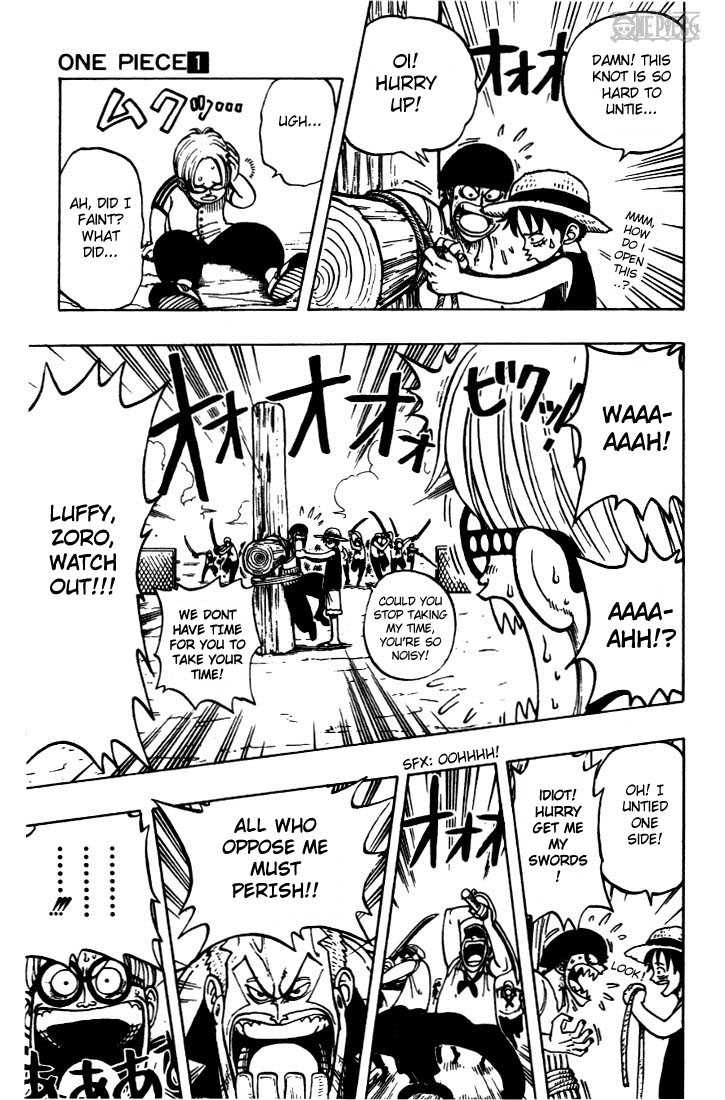 ONE PIECE
ONE PIECE 1
DAMN! THIS
KNOT IS SO
HARD TO
UNTIE...
オオオ
OI!
HURRY
UP!
MMM,
HOW
DO I
OPEN
THIS
..?
UGH...
ムクッ…
AH, DID I
FAINT?
WHAT
DID...
WAAA-
AAAH!
ビクッ!
AAAA-
AHH!?
オオオオ
COULD YOU
STOP TAKING
MY TIME,
YOU'RE SO
NOISY!
WE DONT
HAVE TIME
FOR YOU TO
TAKE YOUR
TIME!
LUFFY,
ZORO,
WATCH
OUT!!!
SFX: OOHHHH!
OH! I
UNTIED
ONE
SIDE!
LOOK!
IDIOT!
HURRY
GET ME
MY
SWORDS
!
オオオ
ALL WHO
OPPOSE ME
MUST
PERISH!!
!!!
あああ